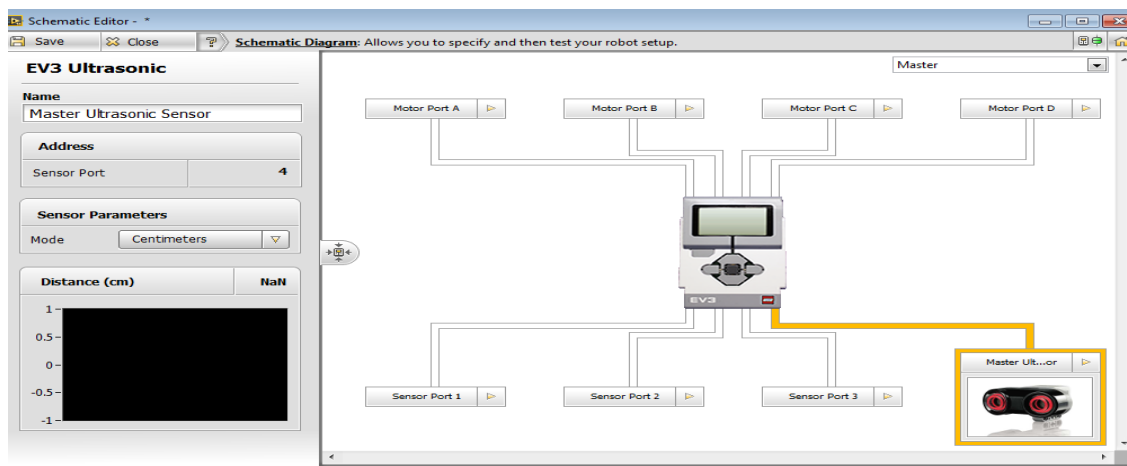 Schematic Editor - *
Save Close ? Schematic Diagram: Allows you to specify and then test your robot setup.
EV3 Ultrasonic
Name
Master Ultrasonic Sensor
Address
Sensor Port 4
Sensor Parameters
Mode Centimeters
Distance (cm) NaN
1
0.5
0
-0.5
-1
Master
Motor Port A Motor Port B Motor Port C Motor Port D
EV3
Master Ult...or
Sensor Port 1 Sensor Port 2 Sensor Port 3